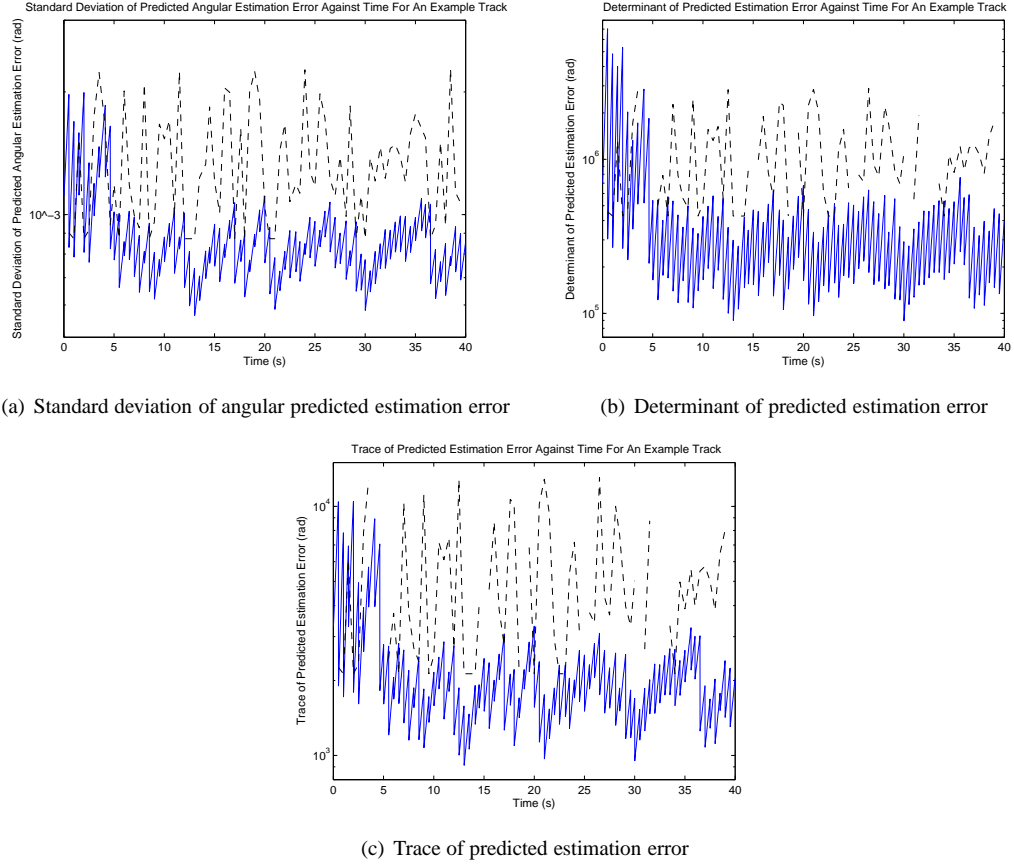 Standard Deviation of Predicted Angular Estimation Error Against Time For An Example Track
Standard Deviation of Predicted Angular Estimation Error (rad)
10^−3
0 5 10 15 20 25 30 35 40
Time (s)
(a) Standard deviation of angular predicted estimation error
Determinant of Predicted Estimation Error Against Time For An Example Track
Determinant of Predicted Estimation Error (rad)
10^6
10^5
0 5 10 15 20 25 30 35 40
Time (s)
(b) Determinant of predicted estimation error
Trace of Predicted Estimation Error Against Time For An Example Track
Trace of Predicted Estimation Error (rad)
10^4
10^3
0 5 10 15 20 25 30 35 40
Time (s)
(c) Trace of predicted estimation error